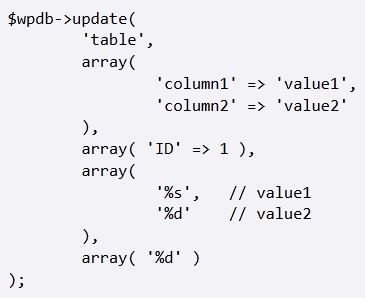 $wpdb->update(
	'table',
	array(
		'column1' => 'value1',
		'column2' => 'value2'
	),
	array( 'ID' => 1 ),
	array(
		'%s',	// value1
		'%d'	// value2
	),
	array( '%d' )
);